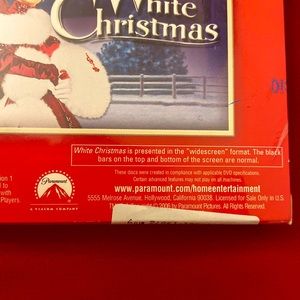 White
Christmas
White Christmas is presented in the "widescreen" format. The black
bars on the top and bottom of the screen are normal.
These discs were created in compliance with applicable DVD specifications.
Certain advanced features may not play on all machines.
www.paramount.com/homeentertainment
5555 Melrose Avenue, Hollywood, California 90038. Licensed for Sale Only in U.S.
© 2006 by Paramount Pictures. All Rights Reserved.
Paramount
A VIACOM COMPANY
Players.